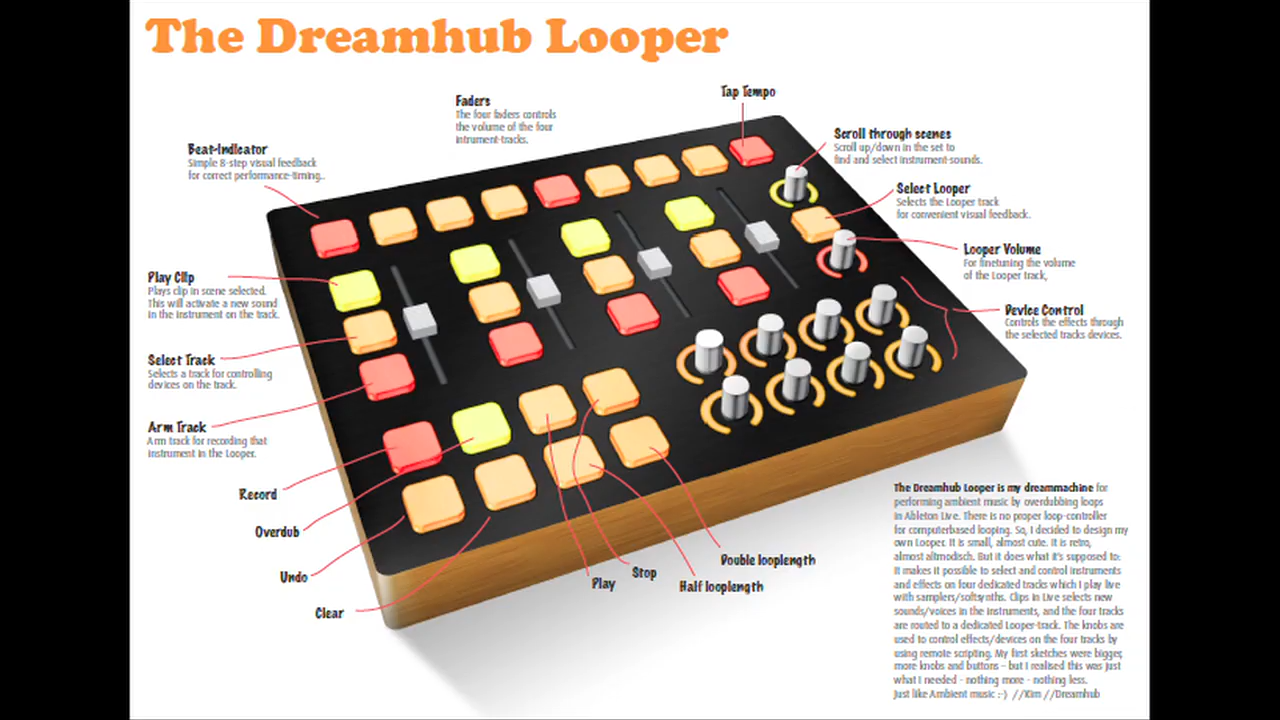 The Dreamhub Looper
Tap Tempo
Faders
The four faders controls
the volume of the four
instrument-tracks.
Scroll through scenes
Scroll up/down in the set to
find and select instrument-sounds.
Beat-Indicator
Simple 8-step visual feedback
for correct performance-timing..
Select Looper
Selects the Looper track
for convenient visual feedback.
Looper Volume
For finetuning the volume
of the Looper track,
Play Clip
Plays clip in scene selected.
This will activate a new sound
in the instrument on the track.
Device Control
Controls the effects through
the selected tracks devices.
Select Track
Selects a track for controlling
devices on the track.
Arm Track
Arm track for recording that
instrument in the Looper.
Record
Overdub
Undo
Clear
Play
Stop
Half looplength
Double looplength
The Dreamhub Looper is my dreammachine for
performing ambient music by overdubbing loops
in Ableton Live. There is no proper loop-controller
for computerbased looping. So, I decided to design my
own Looper. It is small, almost cute. It is retro,
almost altmodisch. But it does what it's supposed to:
It makes it possible to select and control instruments
and effects on four dedicated tracks which I play live
with samplers/softsynths. Clips in Live selects new
sounds/voices in the instruments, and the four tracks
are routed to a dedicated Looper-track. The knobs are
used to control effects/devices on the four tracks by
using remote scripting. My first sketches were bigger,
more knobs and buttons - but I realised this was just
what I needed - nothing more - nothing less.
Just like Ambient music :-) //Kim //Dreamhub